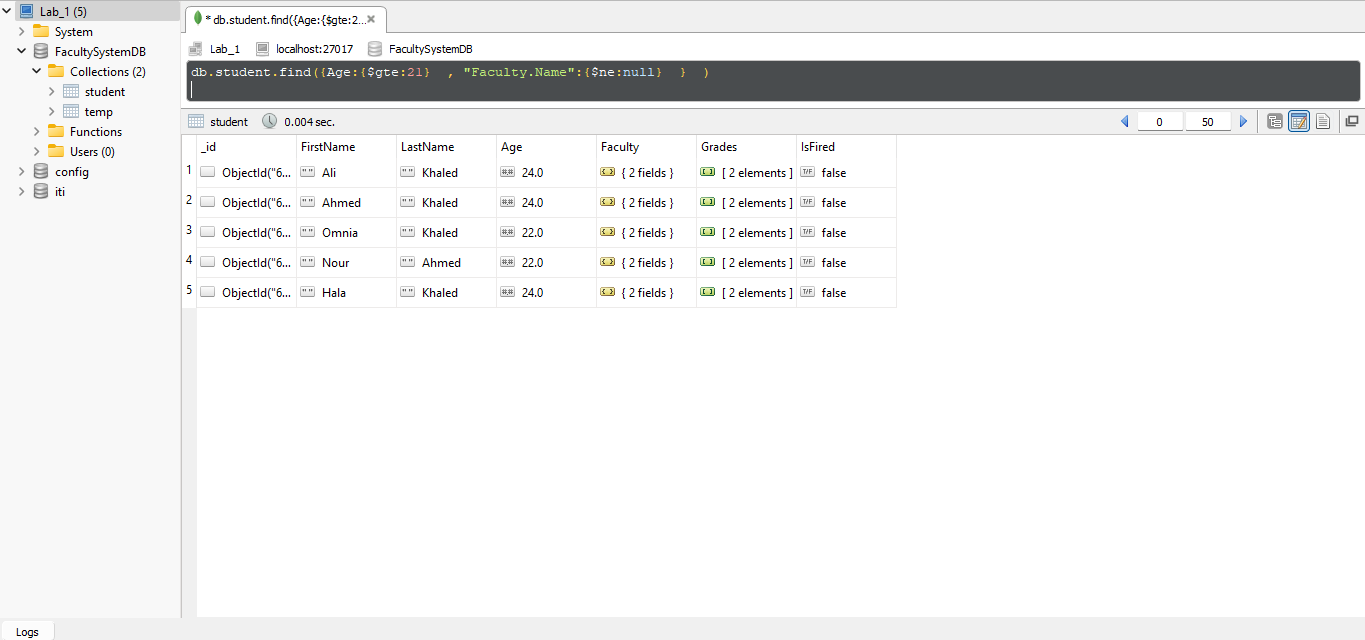 Lab_1 (5)
System
FacultySystemDB
Collections (2)
student
temp
Functions
Users (0)
config
iti
* db.student.find({Age:{$gte:2...
Lab_1 localhost:27017 FacultySystemDB
db.student.find({Age:{$gte:21} , "Faculty.Name":{$ne:null} } )
student 0.004 sec. 0 50
_id FirstName LastName Age Faculty Grades IsFired
1 ObjectId("6... "" Ali "" Khaled ## 24.0 { } { 2 fields } [ ] [ 2 elements ] T/F false
2 ObjectId("6... "" Ahmed "" Khaled ## 24.0 { } { 2 fields } [ ] [ 2 elements ] T/F false
3 ObjectId("6... "" Omnia "" Khaled ## 22.0 { } { 2 fields } [ ] [ 2 elements ] T/F false
4 ObjectId("6... "" Nour "" Ahmed ## 22.0 { } { 2 fields } [ ] [ 2 elements ] T/F false
5 ObjectId("6... "" Hala "" Khaled ## 24.0 { } { 2 fields } [ ] [ 2 elements ] T/F false
Logs